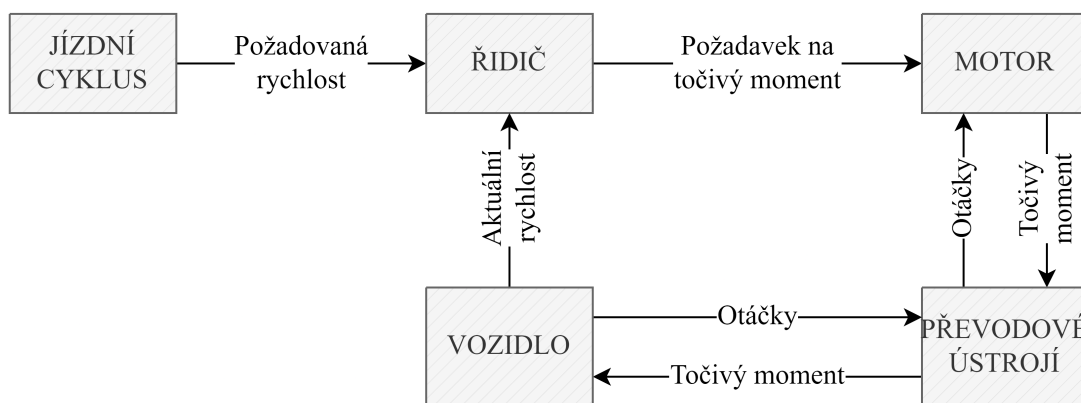 JÍZDNÍ
CYKLUS
Požadovaná
rychlost
ŘIDIČ
Požadavek na
točivý moment
MOTOR
Aktuální
rychlost
Otáčky
Točivý
moment
VOZIDLO
Otáčky
Točivý moment
PŘEVODOVÉ
ÚSTROJÍ